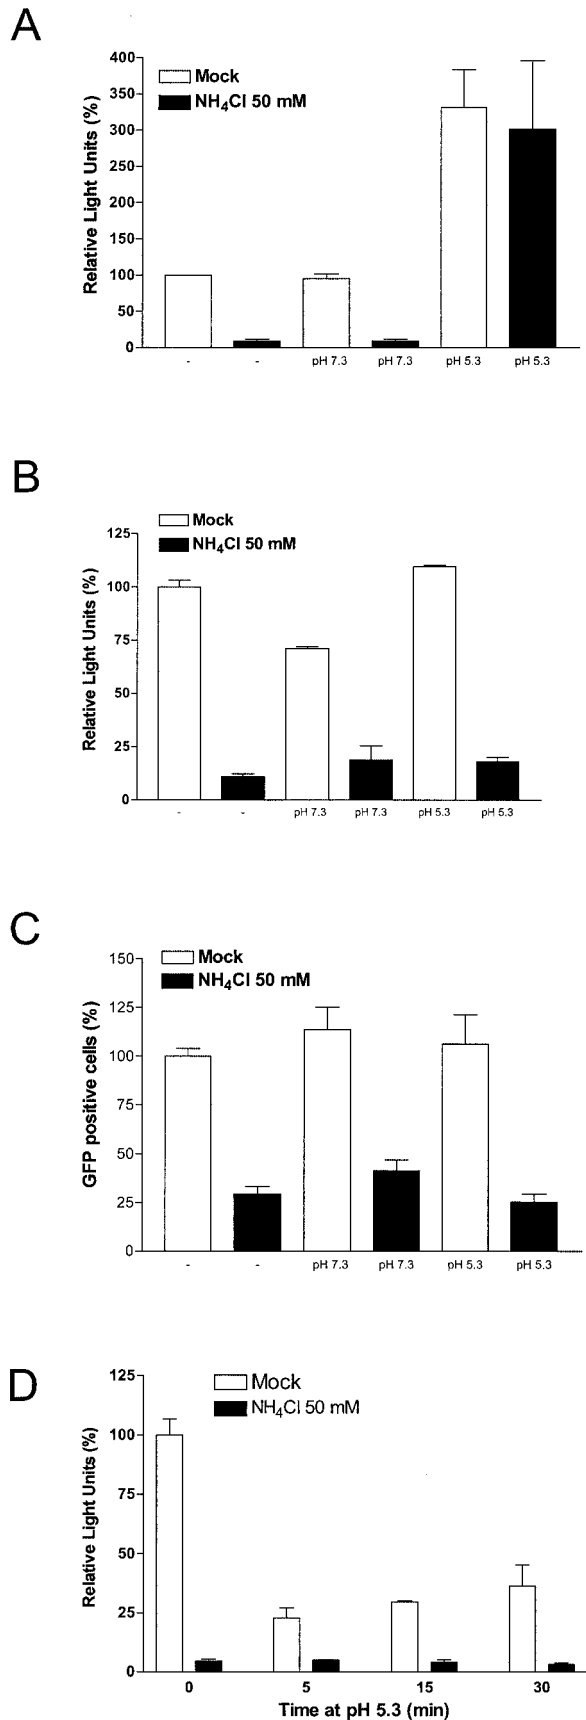 A
Mock
NH₄Cl 50 mM
Relative Light Units (%)
400
350
300
250
200
150
100
50
0
- - pH 7.3 pH 7.3 pH 5.3 pH 5.3
B
Mock
NH₄Cl 50 mM
Relative Light Units (%)
125
100
75
50
25
0
- - pH 7.3 pH 7.3 pH 5.3 pH 5.3
C
Mock
NH₄Cl 50 mM
GFP positive cells (%)
150
125
100
75
50
25
0
- - pH 7.3 pH 7.3 pH 5.3 pH 5.3
D
Mock
NH₄Cl 50 mM
Relative Light Units (%)
125
100
75
50
25
0
0 5 15 30
Time at pH 5.3 (min)